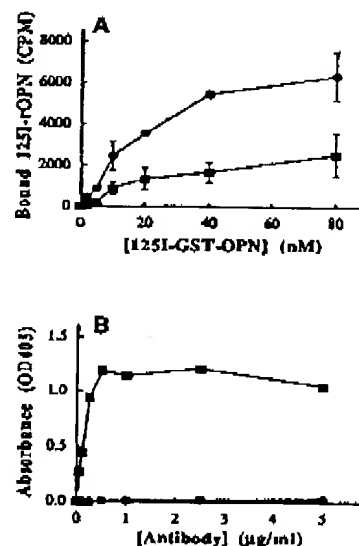 A
Bound 125I-rOPN (CPM)
8000
6000
4000
2000
0
0 20 40 60 80
[125I-GST-OPN] (nM)
B
Absorbance (OD405)
1.5
1.0
0.5
0.0
0 1 2 3 4 5
[Antibody] (µg/ml)